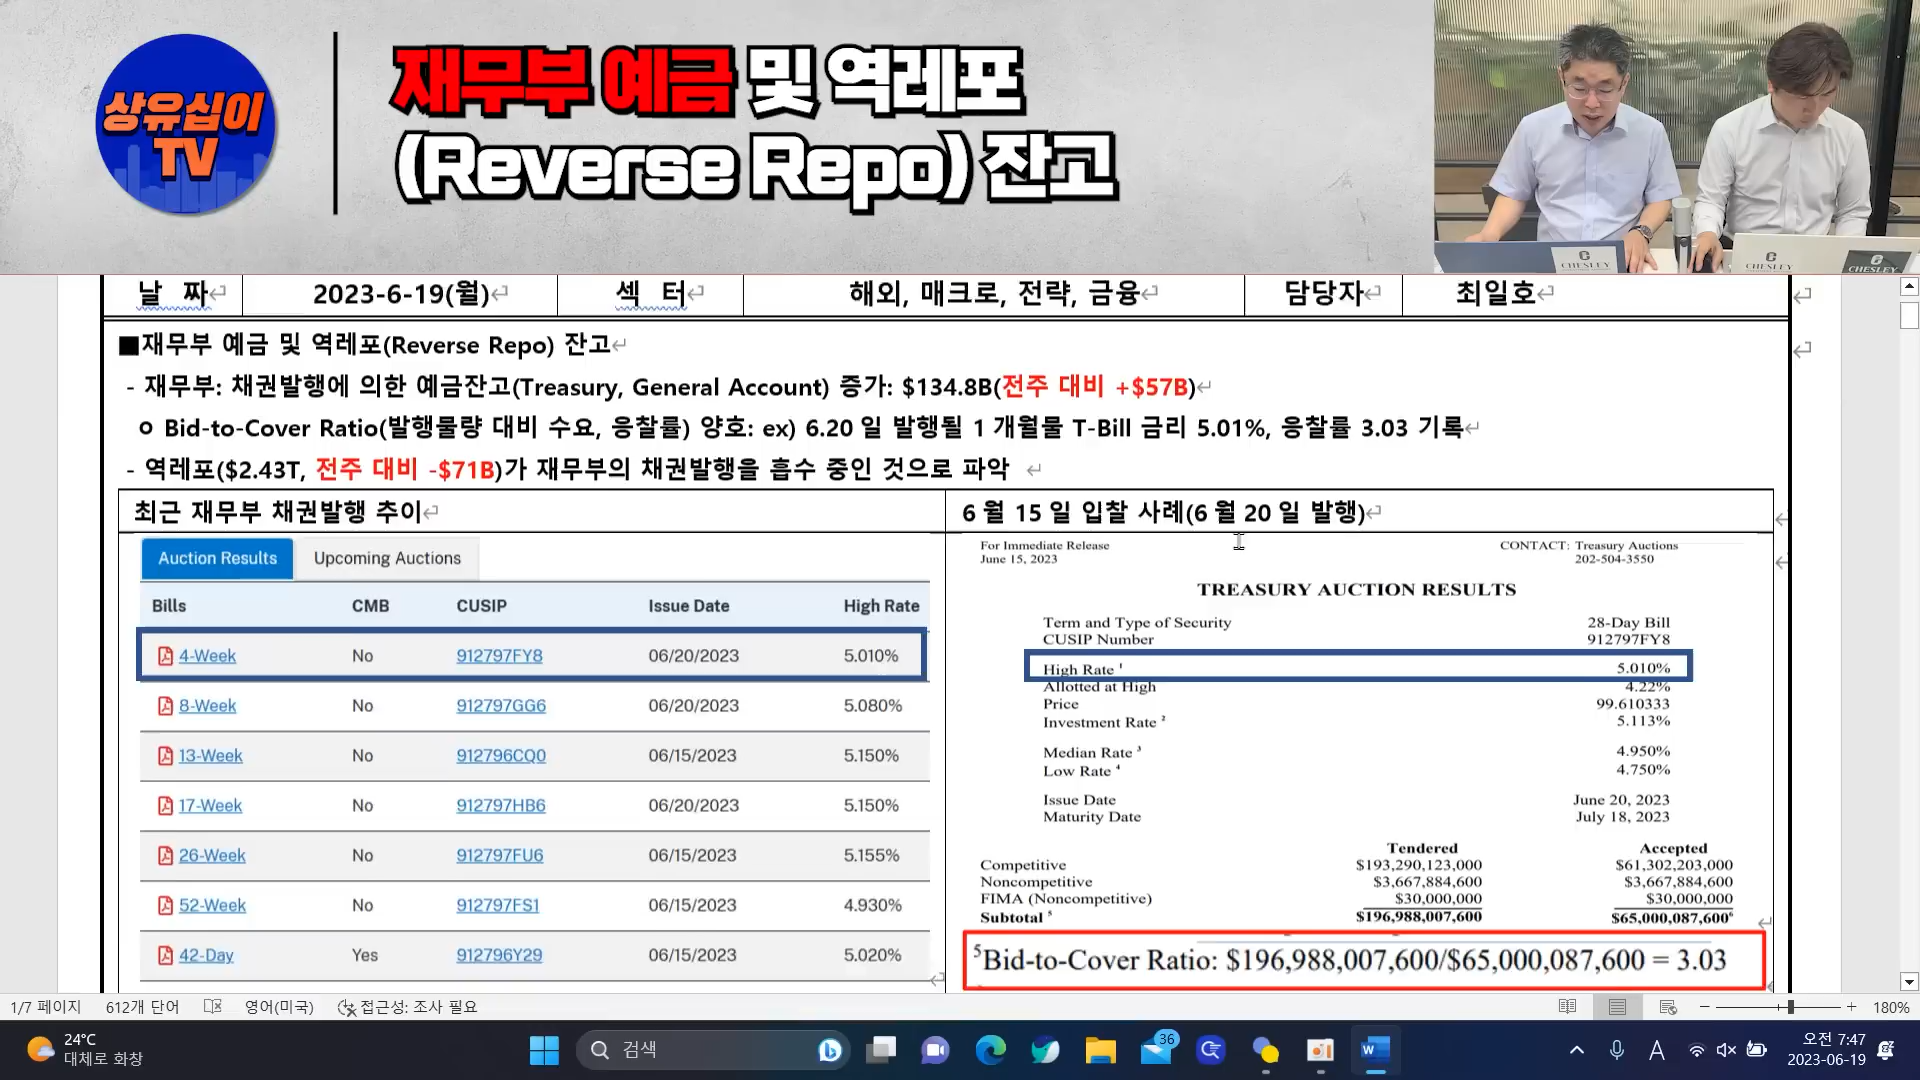 상유십이
TV
재무부 예금 및 역레포
(Reverse Repo) 잔고
CHESLEY
CHESLEY
CHESLEY
날 짜
2023-6-19(월)
섹 터
해외, 매크로, 전략, 금융
담당자
최일호
■재무부 예금 및 역레포(Reverse Repo) 잔고
- 재무부: 채권발행에 의한 예금잔고(Treasury, General Account) 증가: $134.8B(전주 대비 +$57B)
o Bid-to-Cover Ratio(발행물량 대비 수요, 응찰률) 양호: ex) 6.20 일 발행될 1 개월물 T-Bill 금리 5.01%, 응찰률 3.03 기록
- 역레포($2.43T, 전주 대비 -$71B)가 재무부의 채권발행을 흡수 중인 것으로 파악
최근 재무부 채권발행 추이
Auction Results Upcoming Auctions
Bills CMB CUSIP Issue Date High Rate
4-Week No 912797FY8 06/20/2023 5.010%
8-Week No 912797GG6 06/20/2023 5.080%
13-Week No 912796CQ0 06/15/2023 5.150%
17-Week No 912797HB6 06/20/2023 5.150%
26-Week No 912797FU6 06/15/2023 5.155%
52-Week No 912797FS1 06/15/2023 4.930%
42-Day Yes 912796Y29 06/15/2023 5.020%
6 월 15 일 입찰 사례(6 월 20 일 발행)
For Immediate Release CONTACT: Treasury Auctions
June 15, 2023 202-504-3550
TREASURY AUCTION RESULTS
Term and Type of Security 28-Day Bill
CUSIP Number 912797FY8
High Rate ¹ 5.010%
Allotted at High 4.22%
Price 99.610333
Investment Rate ² 5.113%
Median Rate ³ 4.950%
Low Rate ⁴ 4.750%
Issue Date June 20, 2023
Maturity Date July 18, 2023
Tendered Accepted
Competitive $193,290,123,000 $61,302,203,000
Noncompetitive $3,667,884,600 $3,667,884,600
FIMA (Noncompetitive) $30,000,000 $30,000,000
Subtotal ⁵ $196,988,007,600 $65,000,087,600⁶
⁵Bid-to-Cover Ratio: $196,988,007,600/$65,000,087,600 = 3.03
1/7 페이지 612개 단어 영어(미국) 접근성: 조사 필요 180%
24°C
대체로 화창
검색
36
A
오전 7:47
2023-06-19